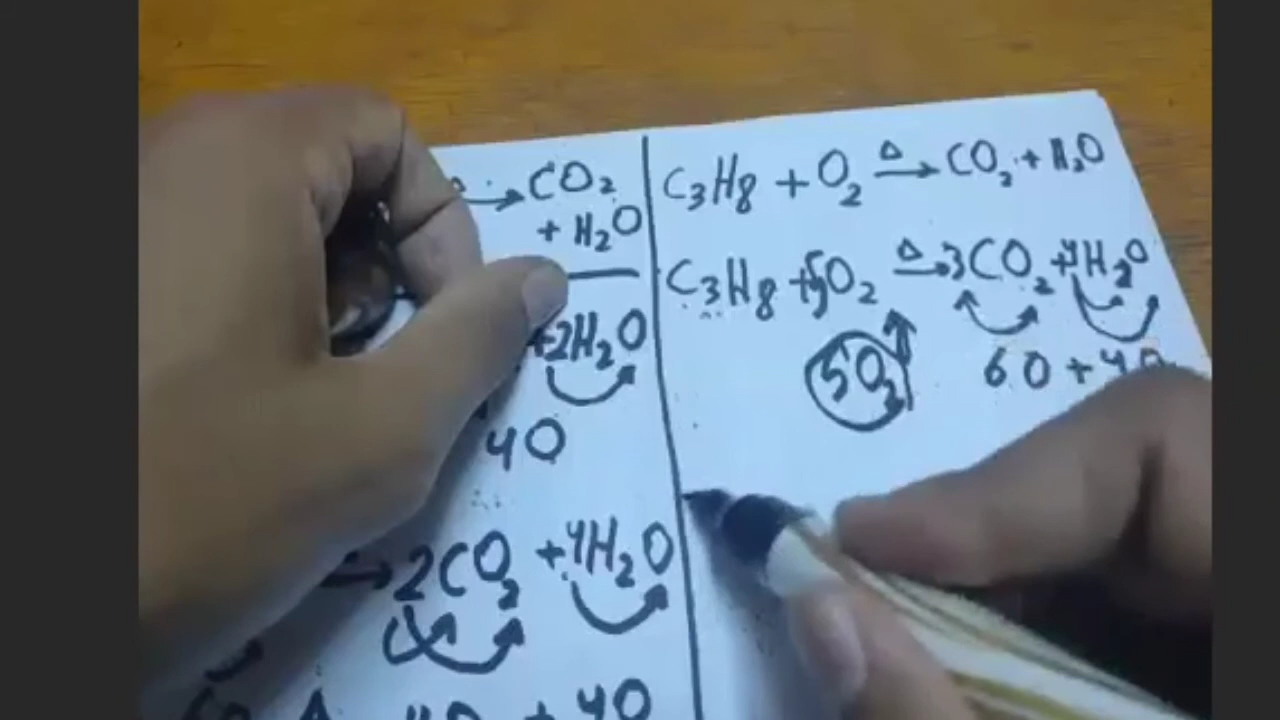 → CO₂
+ H₂O
+2H₂O
4O
→ 2CO₂ + 4H₂O
+ 4O
C₃H₈ + O₂ Δ→ CO₂ + H₂O
C₃H₈ + 5O₂ Δ→ 3CO₂ + 4H₂O
5O₂
6O + 4O